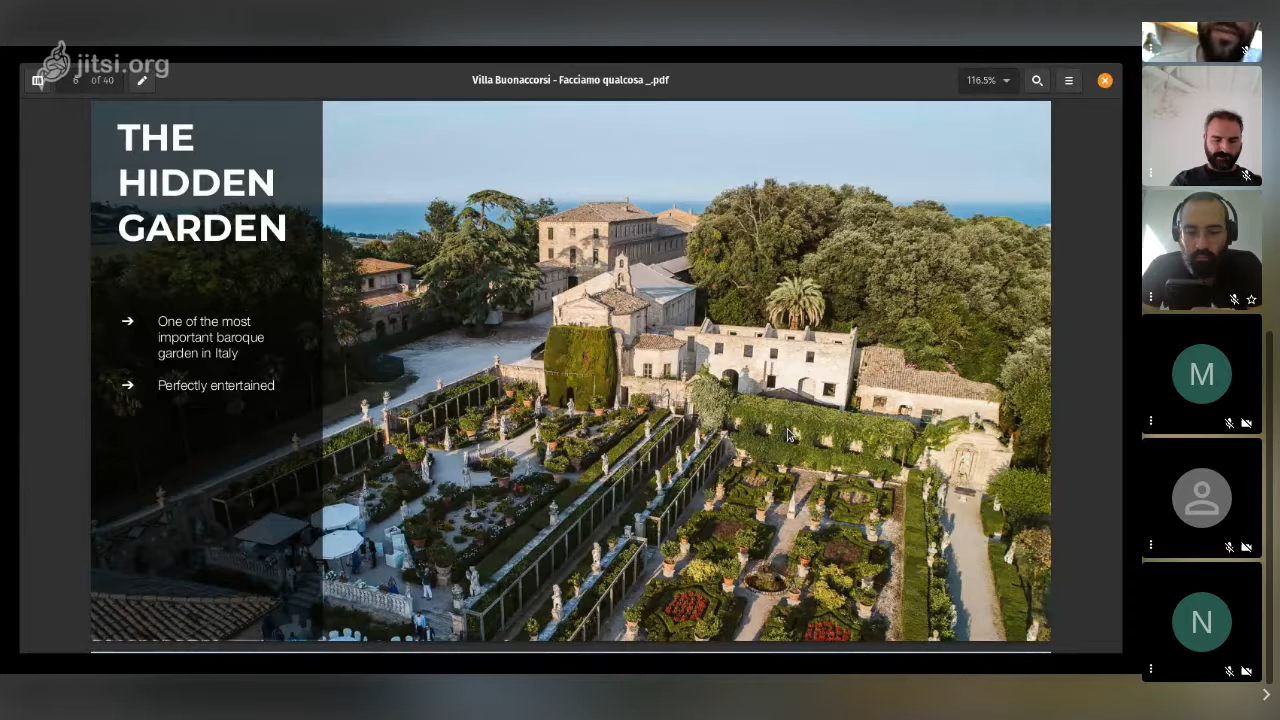 jitsi.org
6 of 40
Villa Buonaccorsi - Facciamo qualcosa _.pdf
116.5%
THE
HIDDEN
GARDEN
→ One of the most
important baroque
garden in Italy
→ Perfectly entertained
M
N